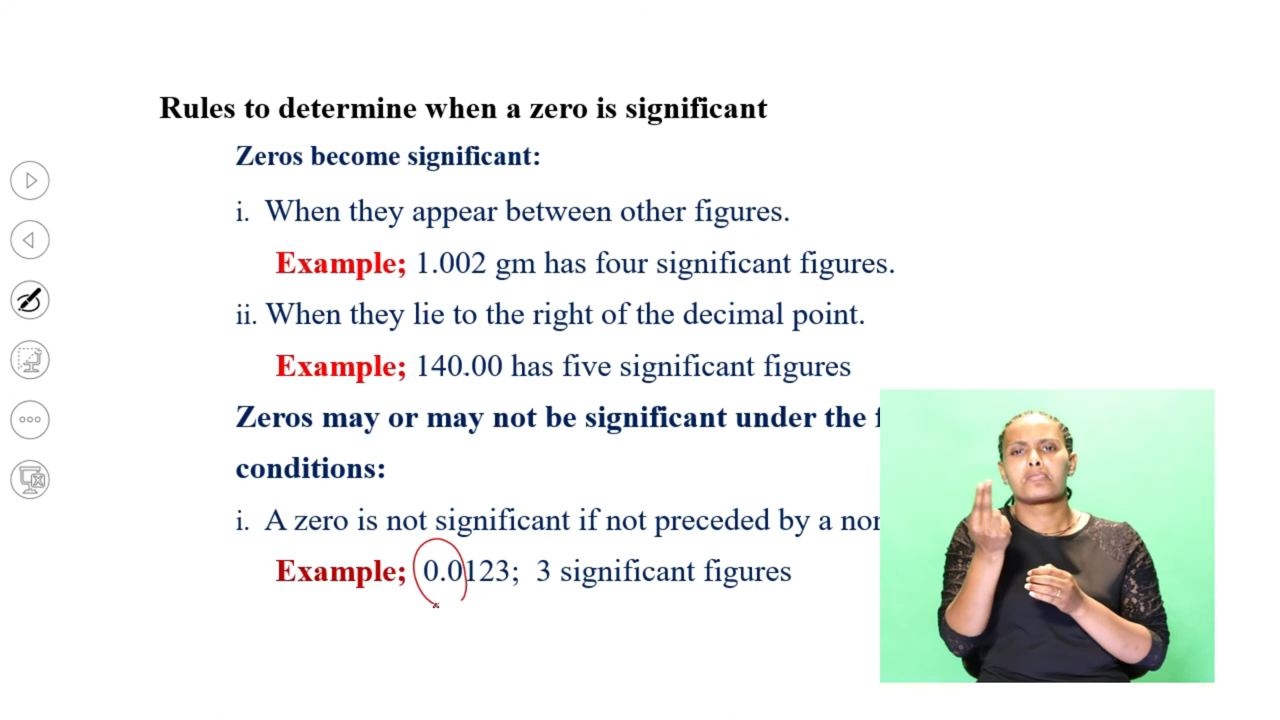 Rules to determine when a zero is significant
Zeros become significant:
i. When they appear between other figures.
Example; 1.002 gm has four significant figures.
ii. When they lie to the right of the decimal point.
Example; 140.00 has five significant figures
Zeros may or may not be significant under the
conditions:
i. A zero is not significant if not preceded by a
Example; 0.0123; 3 significant figures